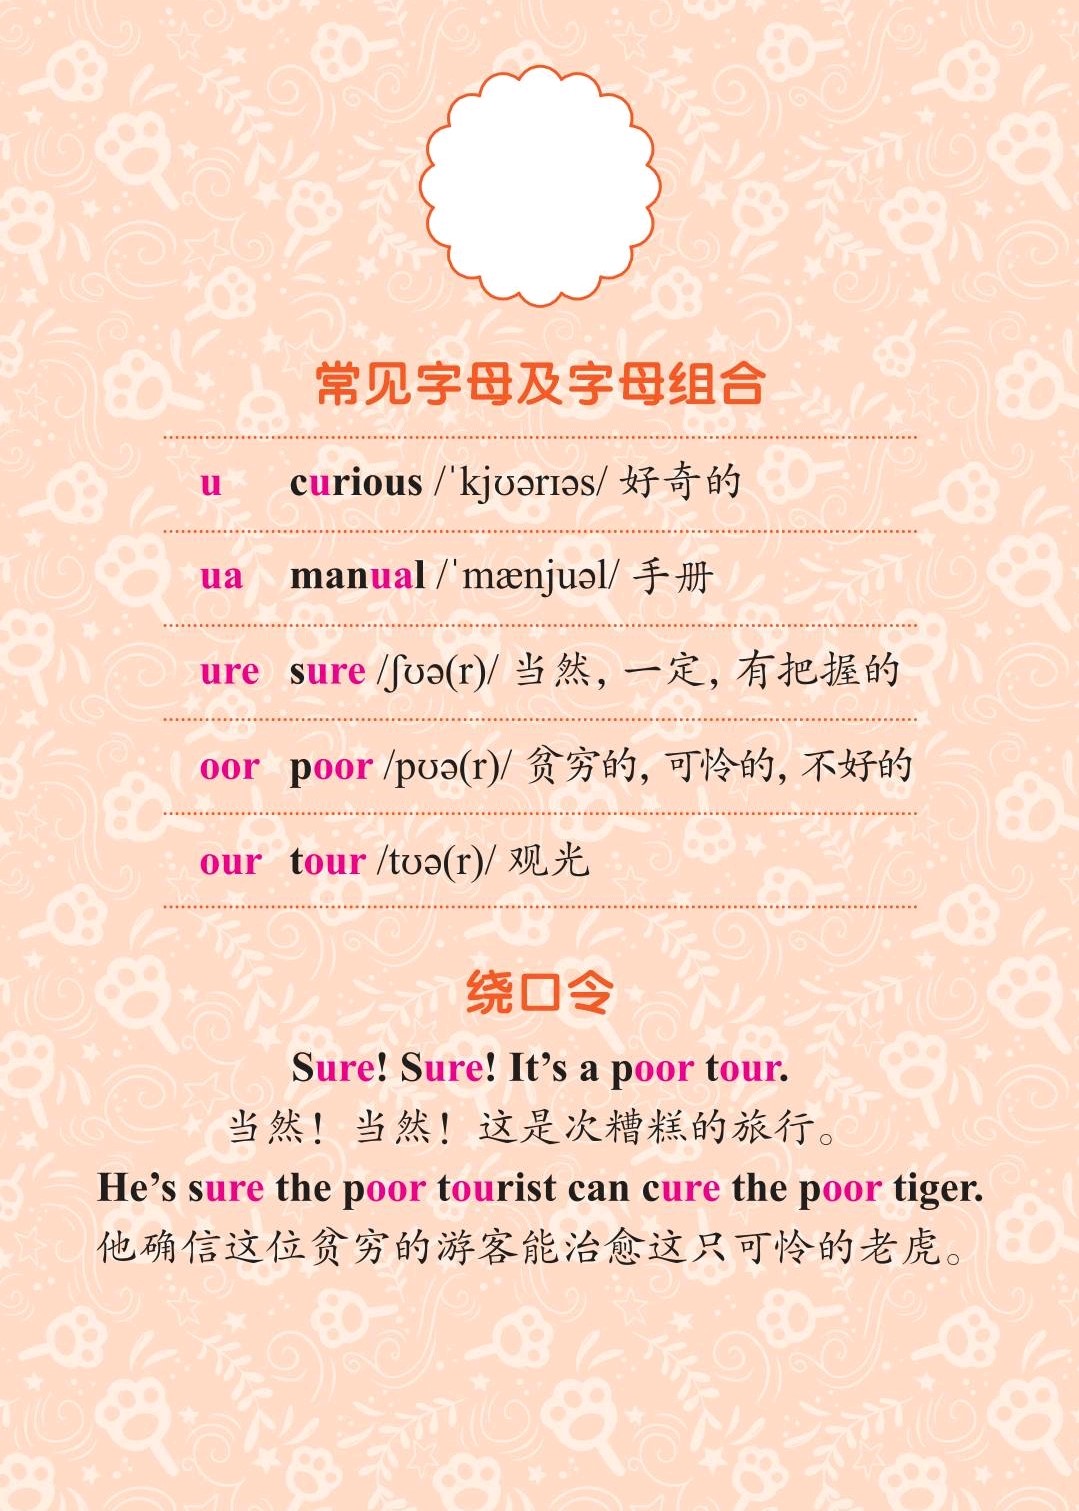 常见字母及字母组合
u curious /ˈkjʊərɪəs/ 好奇的
ua manual /ˈmænjuəl/ 手册
ure sure /ʃʊə(r)/ 当然，一定，有把握的
oor poor /pʊə(r)/ 贫穷的，可怜的，不好的
our tour /tʊə(r)/ 观光
绕口令
Sure! Sure! It’s a poor tour.
当然！当然！这是次糟糕的旅行。
He’s sure the poor tourist can cure the poor tiger.
他确信这位贫穷的游客能治愈这只可怜的老虎。